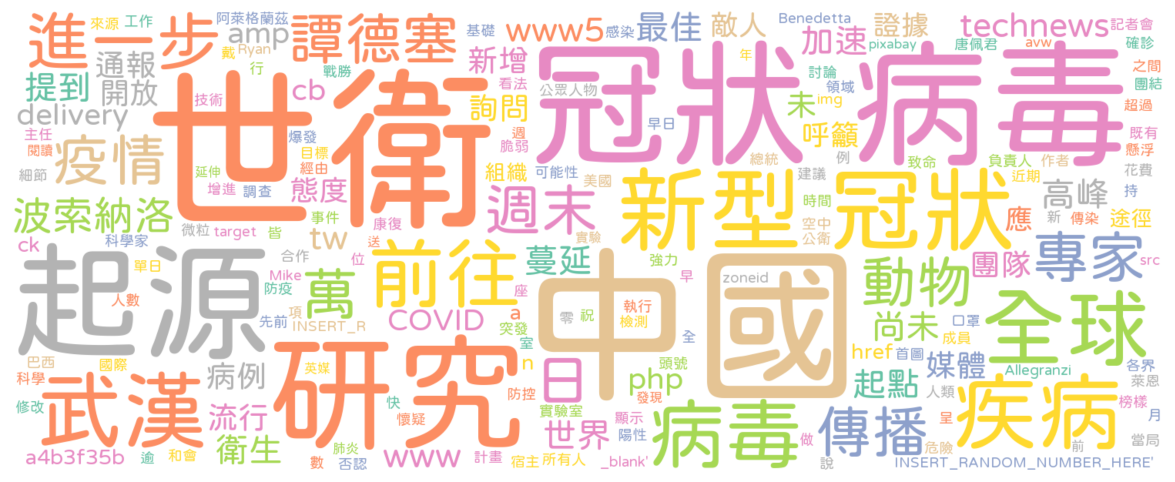 來源
工作
阿萊格蘭茲
基礎
www5
感染
最佳
敵人
Benedetta
證據
technews
記者會
進一步
戴
Ryan
amp
譚德塞
加速
pixabay
唐佩君
avw
確診
行
戰勝
新增
看法
年
之間
通報
提到
開放
技術
cb
詢問
公眾人物
討論
領域
img
未
團結
超過
delivery
世衛
冠狀病毒
主任
閱讀
爆發
目標
經由
週
脆弱
早日
呼籲
既有
懸浮
疫情
細節
延伸
增進
調查
態度
組織
可能性
美國
總統
例
建議
致命
負責人
作者
近期
花費
持
波索納洛
微粒
target
事件
康復
皆
週末
新型冠狀
時間
空中
公衛
高峰
應
新
傳染
途徑
ck
科學家
單日
tw
合作
送
位
前往
實驗
蔓延
強力
團隊
專家
src
起源
人數
Mike
防疫
萬
座
早
中國
zoneid
動物
全球
先前
項
INSERT_R
COVID
a
突發
室
零
祝
執行
檢測
全
尚未
口罩
成員
巴西
科學
國際
英媒
研究
n
日
頭號
php
發現
href
首圖
媒體
Allegranzi
各界
萊恩
修改
武漢
病例
快
懷疑
防控
實驗室
顯示
起點
人類
榜樣
流行
衛生
世界
陽性
病毒
做
傳播
呈
疾病
月
前
當局
a4b3f35b
逾
和會
肺炎
數
否認
www
計畫
宿主
所有人
_blank'
說
危險
INSERT_RANDOM_NUMBER_HERE'